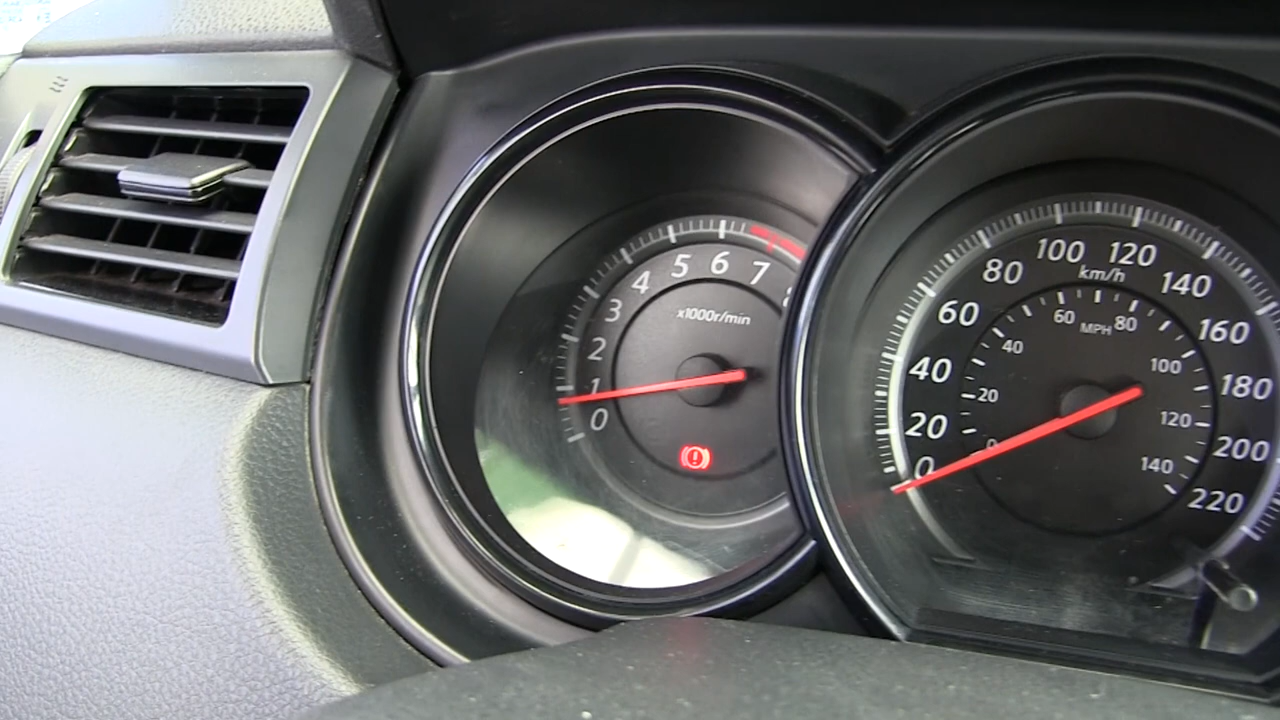 0 1 2 3 4 5 6 7
x1000r/min
0 20 40 60 80 100 120 140 160 180 200 220
km/h
0 20 40 60 80 100 120 140
MPH
!